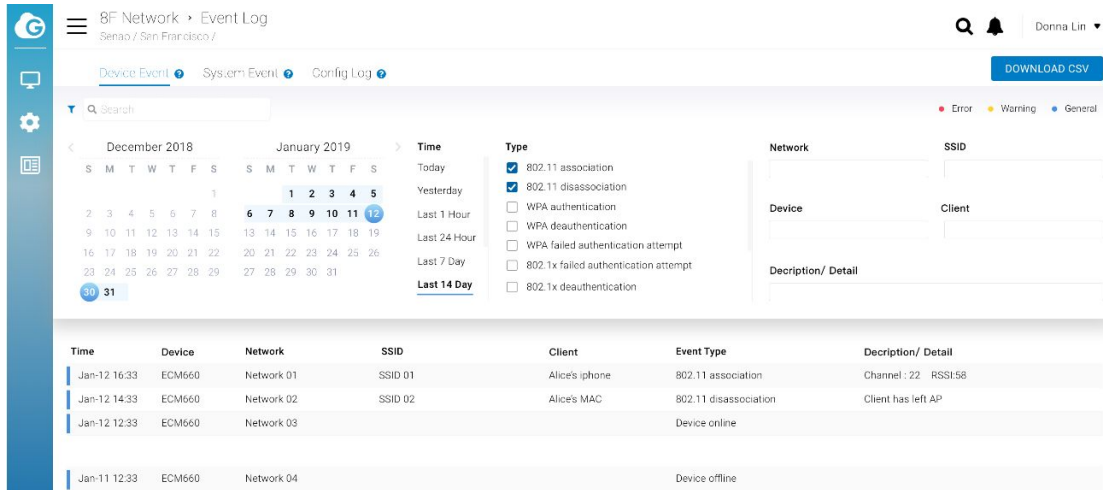 8F Network › Event Log
Senao / San Francisco /
Donna Lin
Device Event ? System Event ? Config Log ?
DOWNLOAD CSV
Search
Error Warning General
December 2018
S M T W T F S
1
2 3 4 5 6 7 8
9 10 11 12 13 14 15
16 17 18 19 20 21 22
23 24 25 26 27 28 29
30 31
January 2019
S M T W T F S
1 2 3 4 5
6 7 8 9 10 11 12
13 14 15 16 17 18 19
20 21 22 23 24 25 26
27 28 29 30 31
Time
Today
Yesterday
Last 1 Hour
Last 24 Hour
Last 7 Day
Last 14 Day
Type
802.11 association
802.11 disassociation
WPA authentication
WPA deauthentication
WPA failed authentication attempt
802.1x failed authentication attempt
802.1x deauthentication
Network SSID
Device Client
Decription/ Detail
Time Device Network SSID Client Event Type Decription/ Detail
Jan-12 16:33 ECM660 Network 01 SSID 01 Alice's iphone 802.11 association Channel : 22 RSSI:58
Jan-12 14:33 ECM660 Network 02 SSID 02 Alice's MAC 802.11 disassociation Client has left AP
Jan-12 12:33 ECM660 Network 03 Device online
Jan-11 12:33 ECM660 Network 04 Device offline